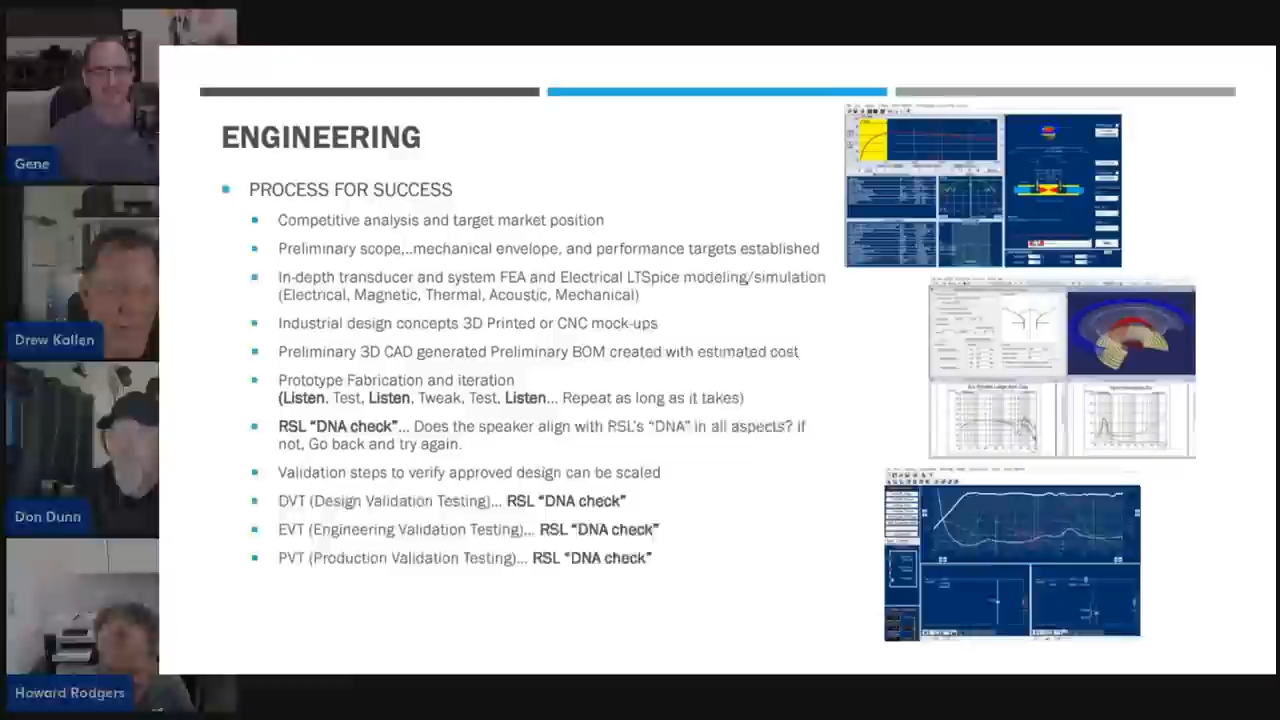 Gene
Drew Kallen
Don Dunn
Howard Rodgers
ENGINEERING
PROCESS FOR SUCCESS
Competitive analysis and target market position
Preliminary scope, mechanical envelope, and performance targets established
In-depth transducer and system FEA and Electrical LTSpice modeling/simulation
(Electrical, Magnetic, Thermal, Acoustic, Mechanical)
Industrial design concepts 3D Printed or CNC mock-ups
Preliminary 3D CAD generated Preliminary BOM created with estimated cost
Prototype Fabrication and iteration
(Listen, Test, Listen, Tweak, Test, Listen... Repeat as long as it takes)
RSL “DNA check”... Does the speaker align with RSL's “DNA” in all aspects? if
not, Go back and try again.
Validation steps to verify approved design can be scaled
DVT (Design Validation Testing)... RSL “DNA check”
EVT (Engineering Validation Testing)... RSL “DNA check”
PVT (Production Validation Testing)... RSL “DNA check”